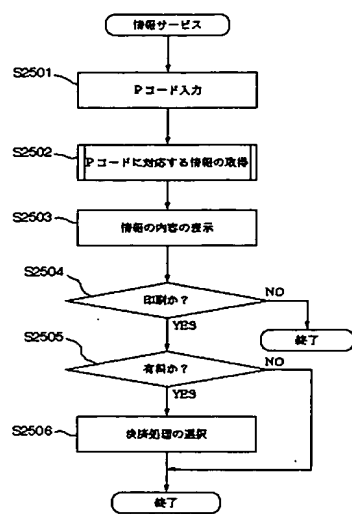 情報サービス
S2501
Pコード入力
S2502
Pコードに対応する情報の取得
S2503
情報の内容の表示
S2504
印刷か?
NO
YES
終了
S2505
有料か?
NO
YES
S2506
決済処理の選択
終了